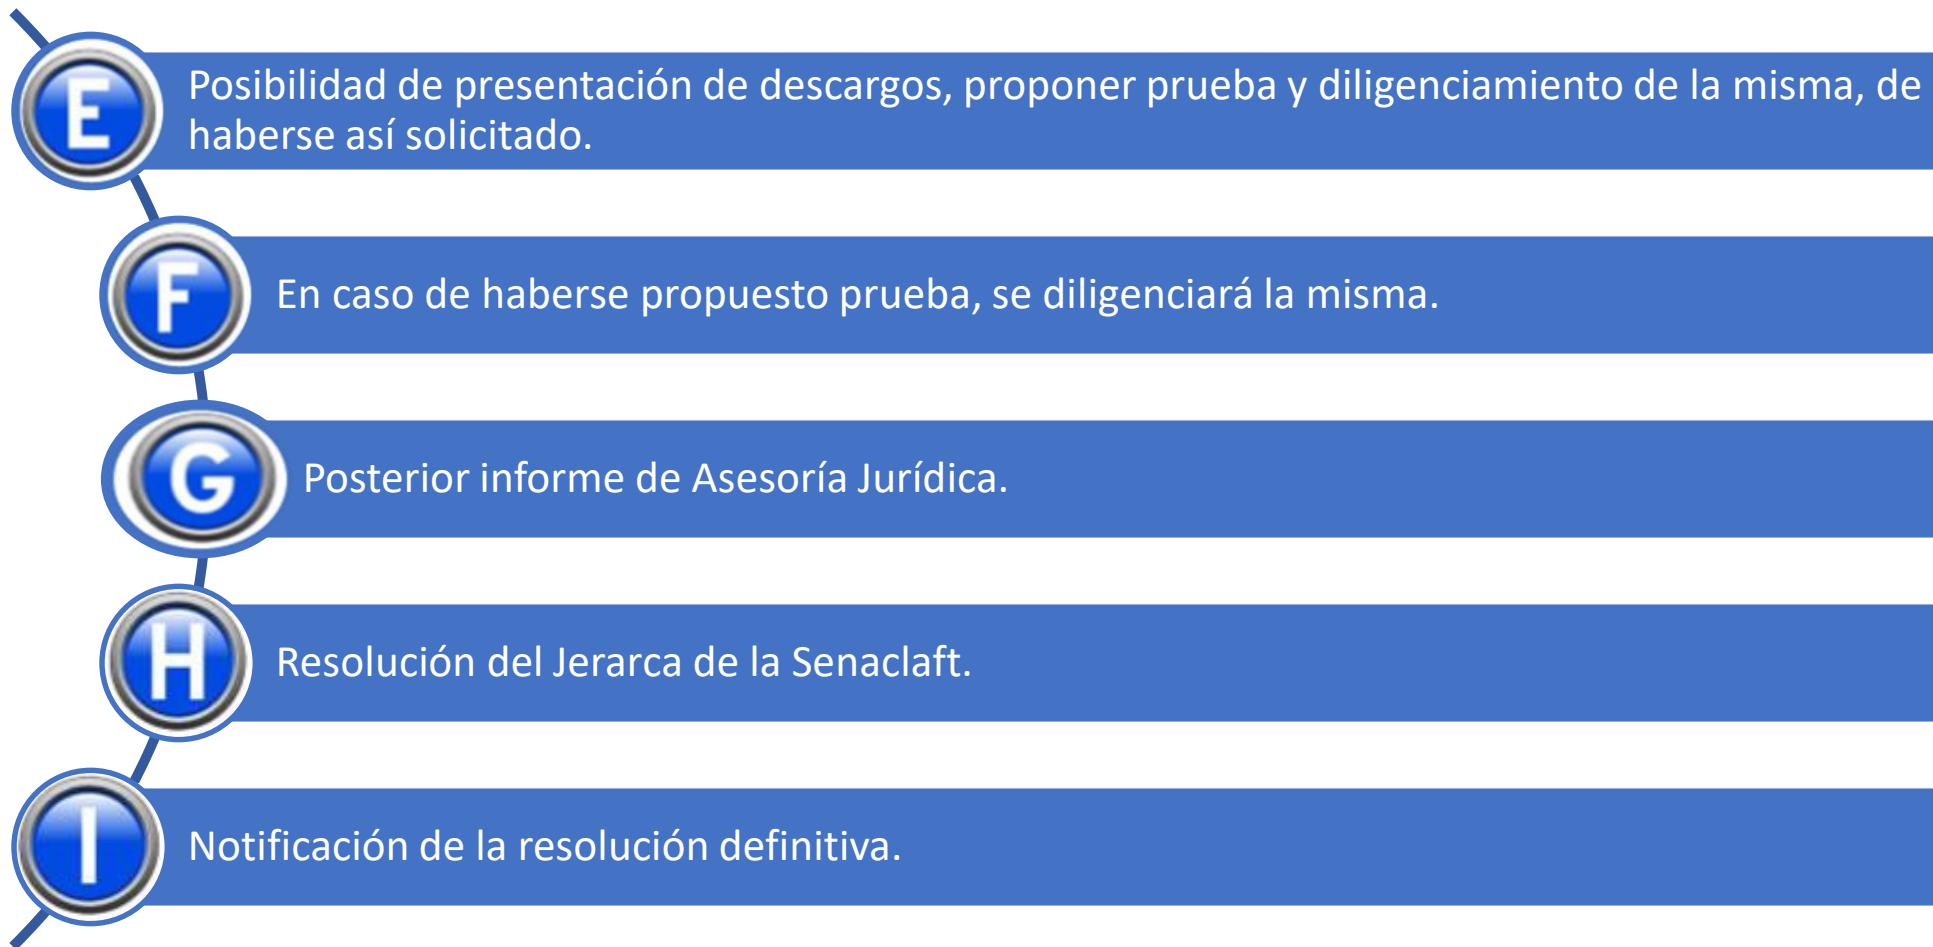 E
Posibilidad de presentación de descargos, proponer prueba y diligenciamiento de la misma, de
haberse así solicitado.
F
En caso de haberse propuesto prueba, se diligenciará la misma.
G
Posterior informe de Asesoría Jurídica.
H
Resolución del Jerarca de la Senaclaft.
I
Notificación de la resolución definitiva.